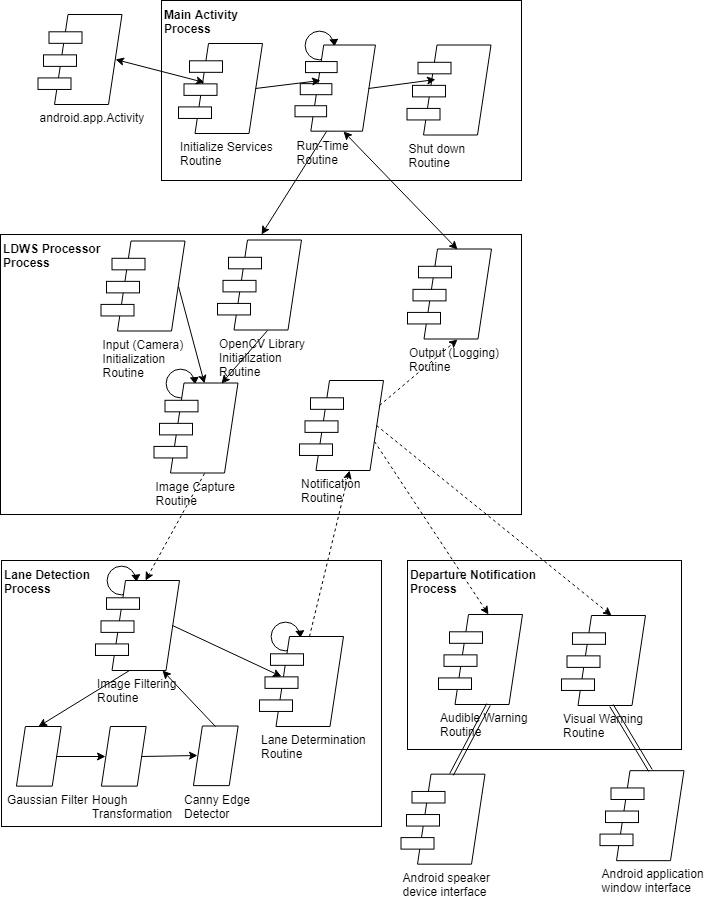 Main Activity
Process
android.app.Activity
Initialize Services
Routine
Run-Time
Routine
Shut down
Routine
LDWS Processor
Process
Input (Camera)
Initialization
Routine
OpenCV Library
Initialization
Routine
Output (Logging)
Routine
Image Capture
Routine
Notification
Routine
Lane Detection
Process
Departure Notification
Process
Image Filtering
Routine
Lane Determination
Routine
Audible Warning
Routine
Visual Warning
Routine
Gaussian Filter
Hough
Transformation
Canny Edge
Detector
Android speaker
device interface
Android application
window interface